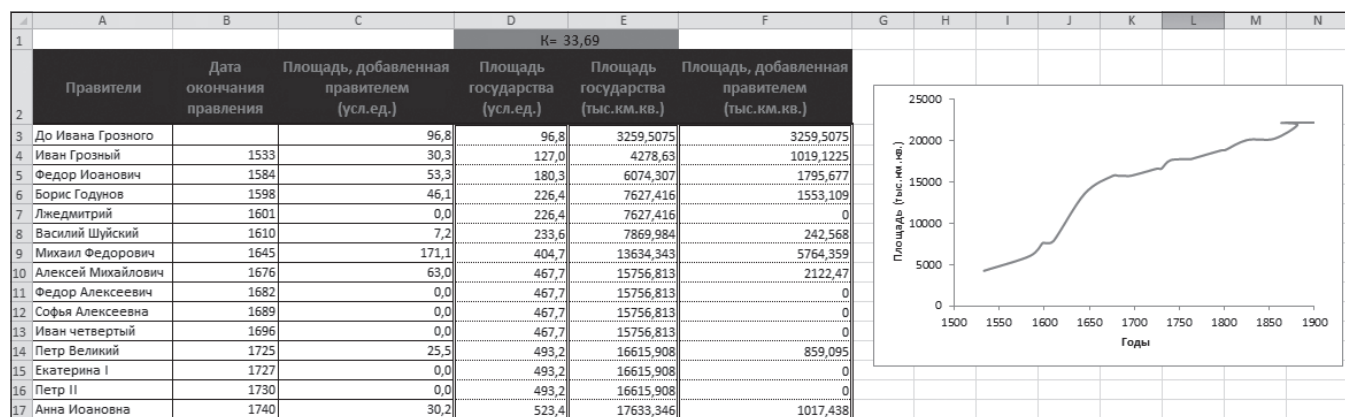 A B C D E F G H I J K L M N
1 К= 33,69
2 Правители Дата окончания правления Площадь, добавленная правителем (усл.ед.) Площадь государства (усл.ед.) Площадь государства (тыс.км.кв.) Площадь, добавленная правителем (тыс.км.кв.)
3 До Ивана Грозного 96,8 96,8 3259,5075 3259,5075
4 Иван Грозный 1533 30,3 127,0 4278,63 1019,1225
5 Федор Иоанович 1584 53,3 180,3 6074,307 1795,677
6 Борис Годунов 1598 46,1 226,4 7627,416 1553,109
7 Лжедмитрий 1601 0,0 226,4 7627,416 0
8 Василий Шуйский 1610 7,2 233,6 7869,984 242,568
9 Михаил Федорович 1645 171,1 404,7 13634,343 5764,359
10 Алексей Михайлович 1676 63,0 467,7 15756,813 2122,47
11 Федор Алексеевич 1682 0,0 467,7 15756,813 0
12 Софья Алексеевна 1689 0,0 467,7 15756,813 0
13 Иван четвертый 1696 0,0 467,7 15756,813 0
14 Петр Великий 1725 25,5 493,2 16615,908 859,095
15 Екатерина I 1727 0,0 493,2 16615,908 0
16 Петр II 1730 0,0 493,2 16615,908 0
17 Анна Иоановна 1740 30,2 523,4 17633,346 1017,438
Площадь (тыс.км.кв.)
25000
20000
15000
10000
5000
0
1500 1550 1600 1650 1700 1750 1800 1850 1900
Годы